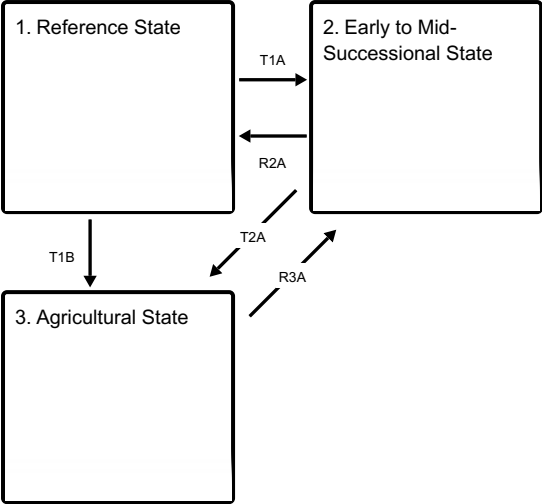 1. Reference State
2. Early to Mid-
Successional State
T1A
R2A
T2A
T1B
R3A
3. Agricultural State